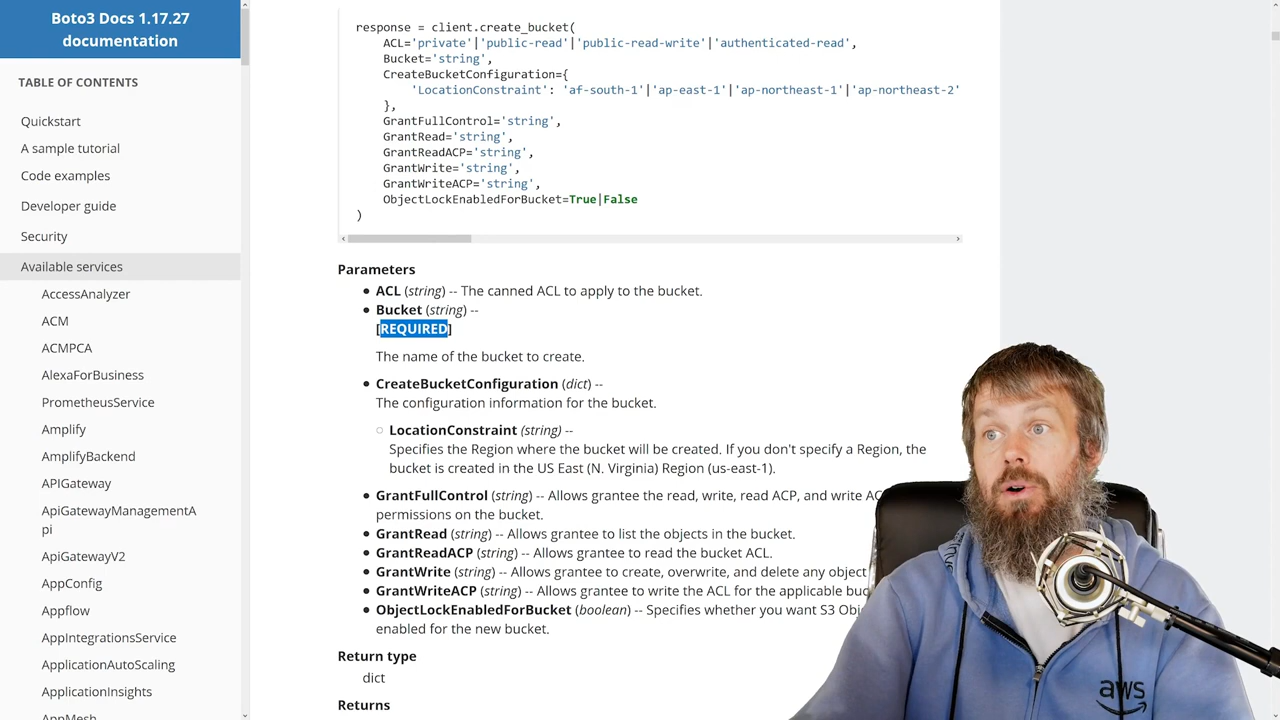 Boto3 Docs 1.17.27
documentation
TABLE OF CONTENTS
Quickstart
A sample tutorial
Code examples
Developer guide
Security
Available services
AccessAnalyzer
ACM
ACMPCA
AlexaForBusiness
PrometheusService
Amplify
AmplifyBackend
APIGateway
ApiGatewayManagementA
pi
ApiGatewayV2
AppConfig
Appflow
AppIntegrationsService
ApplicationAutoScaling
ApplicationInsights
AppMesh
response = client.create_bucket(
ACL='private'|'public-read'|'public-read-write'|'authenticated-read',
Bucket='string',
CreateBucketConfiguration={
'LocationConstraint': 'af-south-1'|'ap-east-1'|'ap-northeast-1'|'ap-northeast-2'
},
GrantFullControl='string',
GrantRead='string',
GrantReadACP='string',
GrantWrite='string',
GrantWriteACP='string',
ObjectLockEnabledForBucket=True|False
)
Parameters
ACL (string) -- The canned ACL to apply to the bucket.
Bucket (string) --
[REQUIRED]
The name of the bucket to create.
CreateBucketConfiguration (dict) --
The configuration information for the bucket.
LocationConstraint (string) --
Specifies the Region where the bucket will be created. If you don't specify a Region, the
bucket is created in the US East (N. Virginia) Region (us-east-1).
GrantFullControl (string) -- Allows grantee the read, write, read ACP, and write
permissions on the bucket.
GrantRead (string) -- Allows grantee to list the objects in the bucket.
GrantReadACP (string) -- Allows grantee to read the bucket ACL.
GrantWrite (string) -- Allows grantee to create, overwrite, and delete any object
GrantWriteACP (string) -- Allows grantee to write the ACL for the applicable
ObjectLockEnabledForBucket (boolean) -- Specifies whether you want S3
enabled for the new bucket.
Return type
dict
Returns
aws